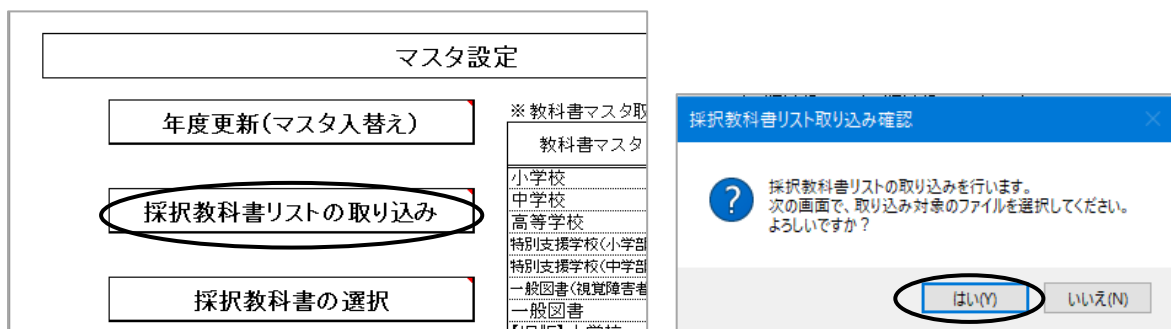 マスタ設定
年度更新(マスタ入替え)
採択教科書リストの取り込み
採択教科書の選択
※教科書マスタ取
教科書マスタ
小学校
中学校
高等学校
特別支援学校(小学部
特別支援学校(中学部
一般図書(視覚障害者
一般図書
採択教科書リスト取り込み確認
採択教科書リストの取り込みを行います。
次の画面で、取り込み対象のファイルを選択してください。
よろしいですか？
はい(Y)
いいえ(N)